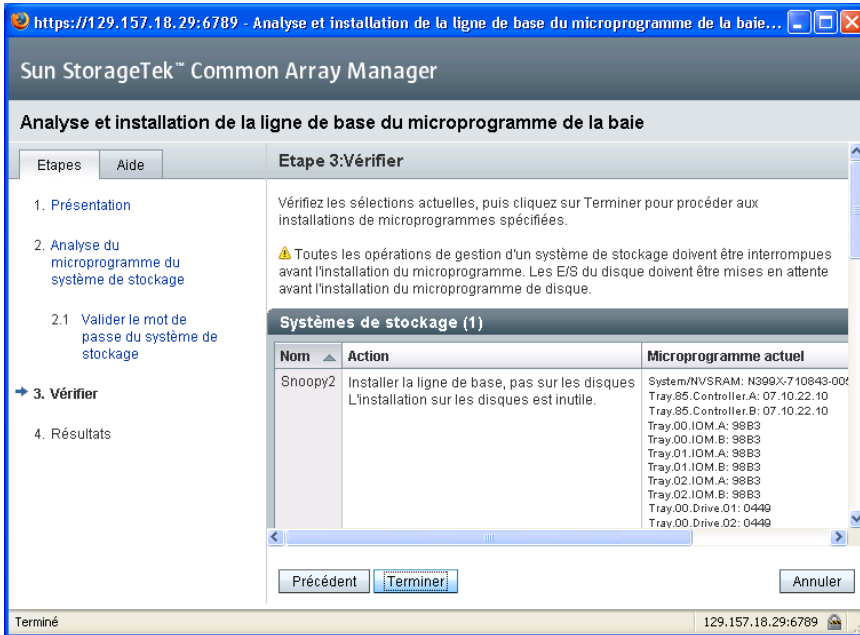 https://129.157.18.29:6789 - Analyse et installation de la ligne de base du microprogramme de la baie...
Sun StorageTek™ Common Array Manager
Analyse et installation de la ligne de base du microprogramme de la baie
Etapes
Aide
1. Présentation
2. Analyse du
microprogramme du
système de stockage
2.1 Valider le mot de
passe du système de
stockage
3. Vérifier
4. Résultats
Etape 3:Vérifier
Vérifiez les sélections actuelles, puis cliquez sur Terminer pour procéder aux
installations de microprogrammes spécifiées.
Toutes les opérations de gestion d'un système de stockage doivent être interrompues
avant l'installation du microprogramme. Les E/S du disque doivent être mises en attente
avant l'installation du microprogramme de disque.
Systèmes de stockage (1)
Nom
Action
Microprogramme actuel
Snoopy2
Installer la ligne de base, pas sur les disques
L'installation sur les disques est inutile.
System/NVSRAM: N399X-710843-005
Tray.85.Controller.A: 07.10.22.10
Tray.85.Controller.B: 07.10.22.10
Tray.00.IOM.A: 98B3
Tray.00.IOM.B: 98B3
Tray.01.IOM.A: 98B3
Tray.01.IOM.B: 98B3
Tray.02.IOM.A: 98B3
Tray.02.IOM.B: 98B3
Tray.00.Drive.01: 0449
Tray.00.Drive.02: 0449
Précédent
Terminer
Annuler
Terminé
129.157.18.29:6789